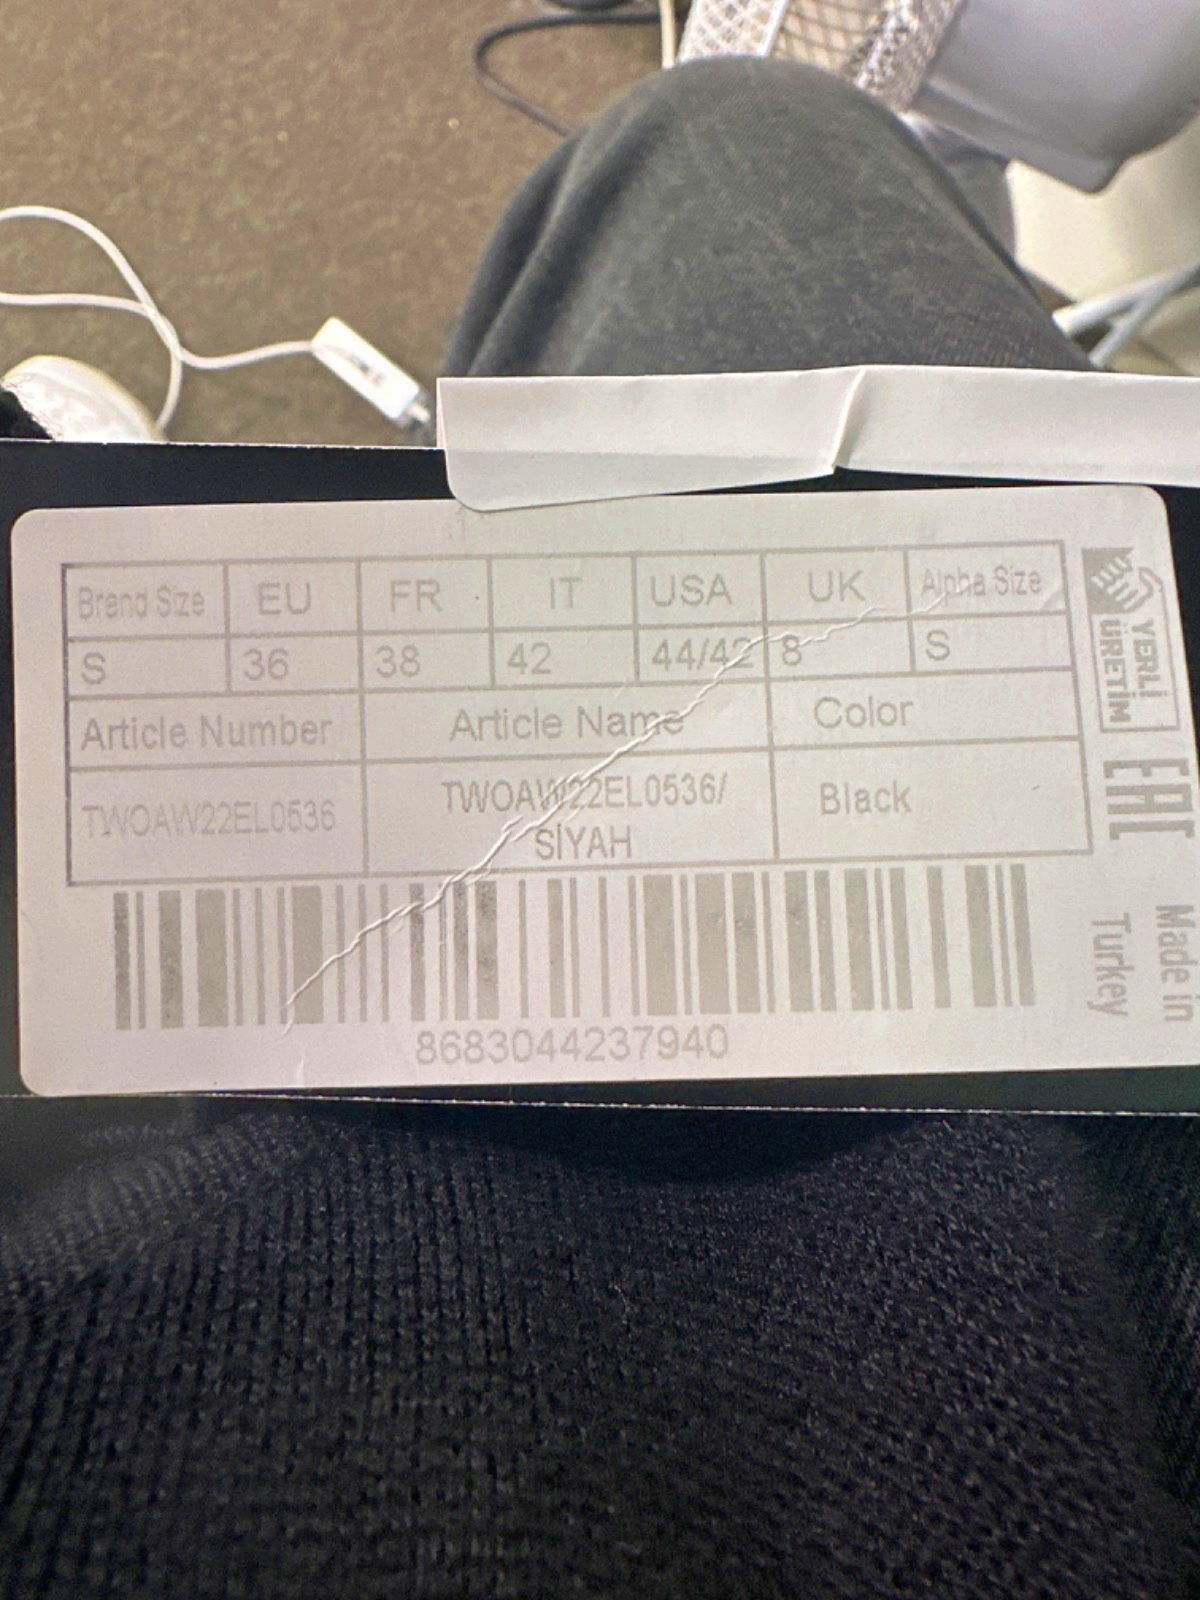 Brand Size EU FR IT USA UK Alpha Size
S 36 38 42 44/42 8 S
Article Number Article Name Color
TWOAW22EL0536 TWOAW22EL0536/ Black
SİYAH
8683044237940
YERLİ
ÜRETİM
EAC
Made in
Turkey